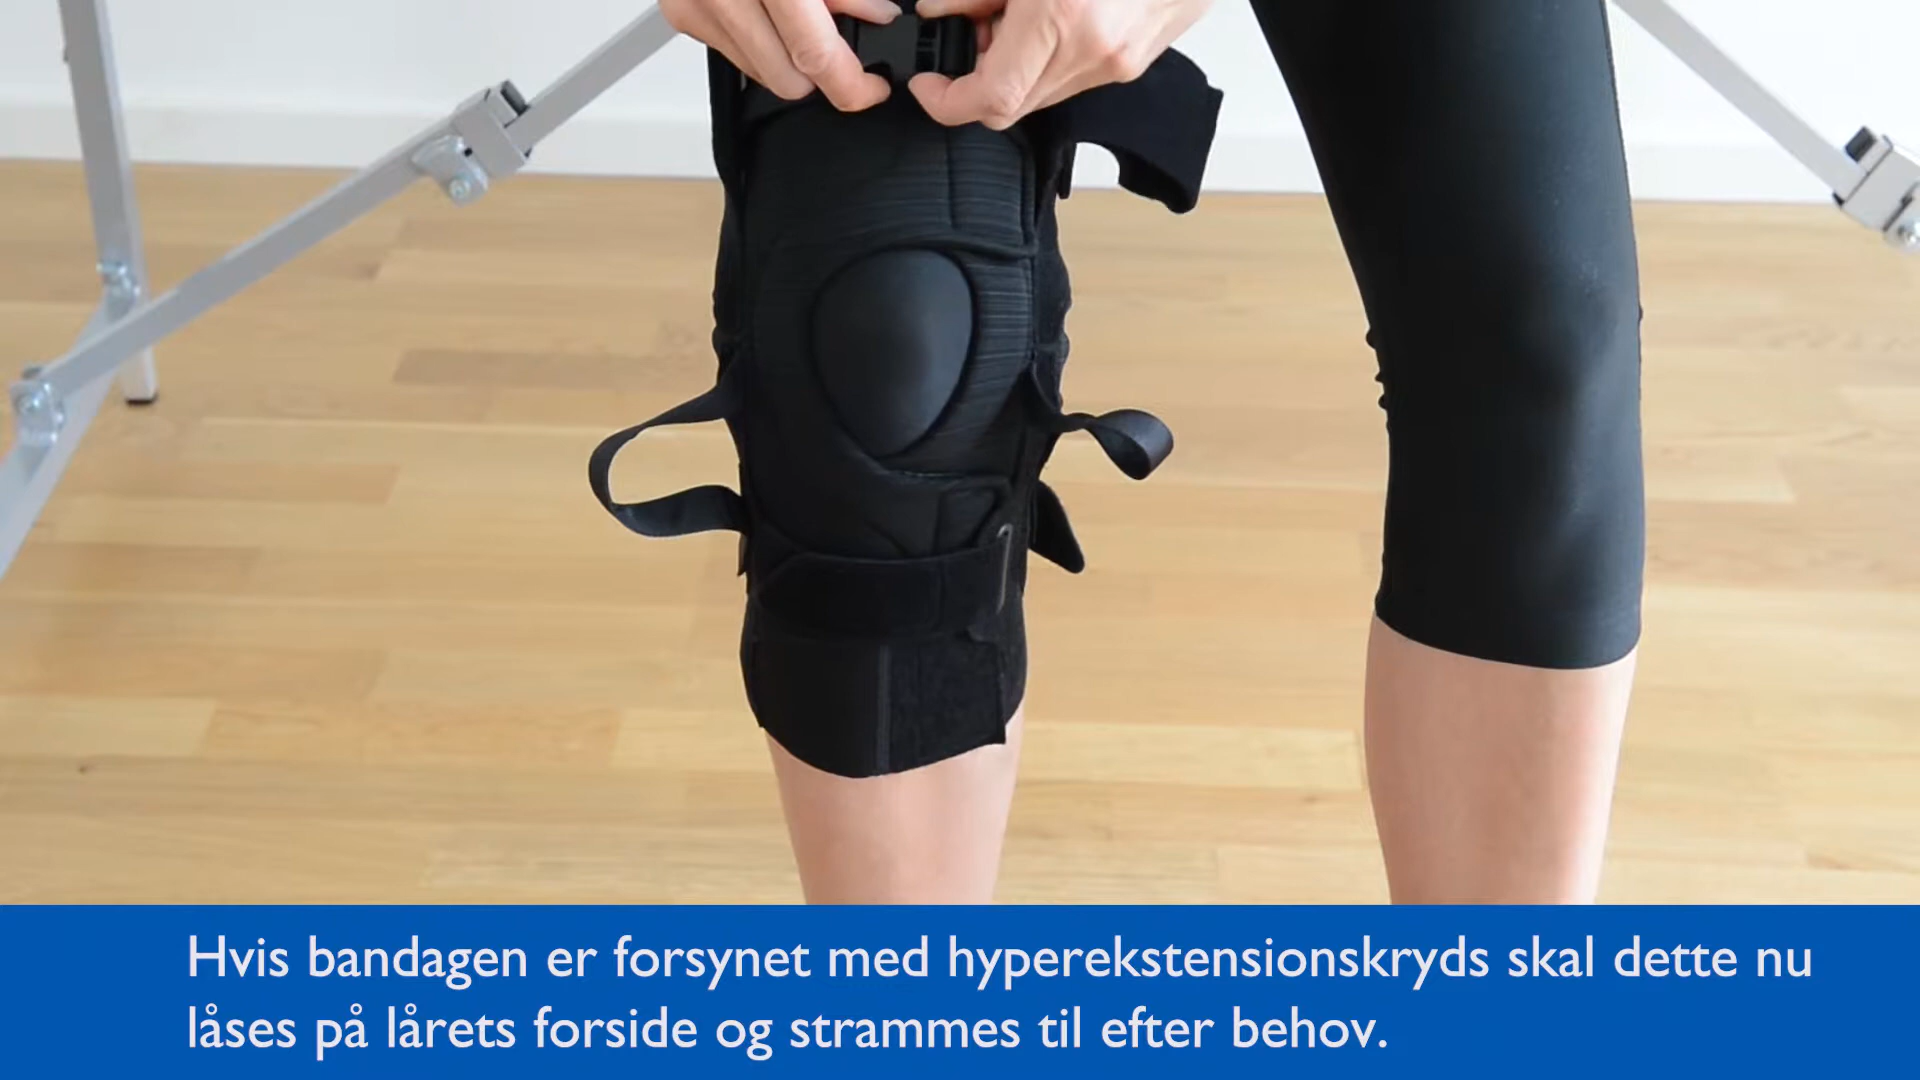 Hvis bandagen er forsynet med hyperekstensionskryds skal dette nu
låses på lårets forside og strammes til efter behov.